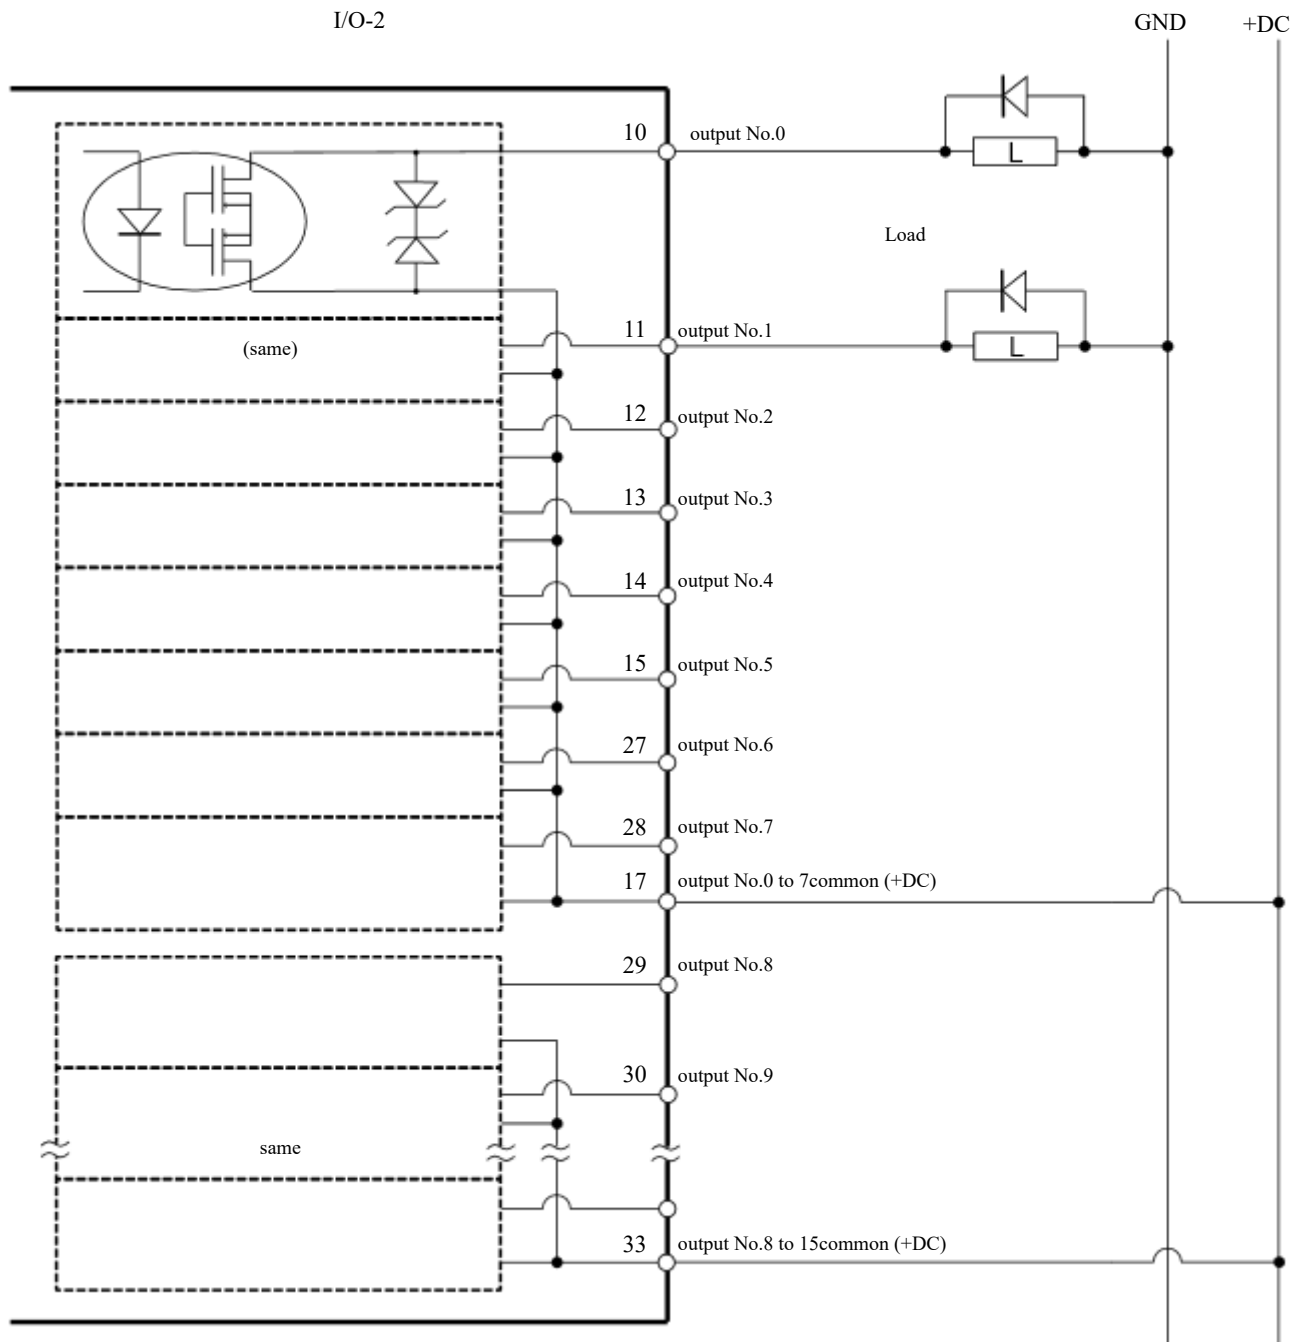 I/O-2
GND
+DC
10
output No.0
L
Load
11
output No.1
(same)
L
12
output No.2
13
output No.3
14
output No.4
15
output No.5
27
output No.6
28
output No.7
17
output No.0 to 7common (+DC)
29
output No.8
30
output No.9
same
33
output No.8 to 15common (+DC)